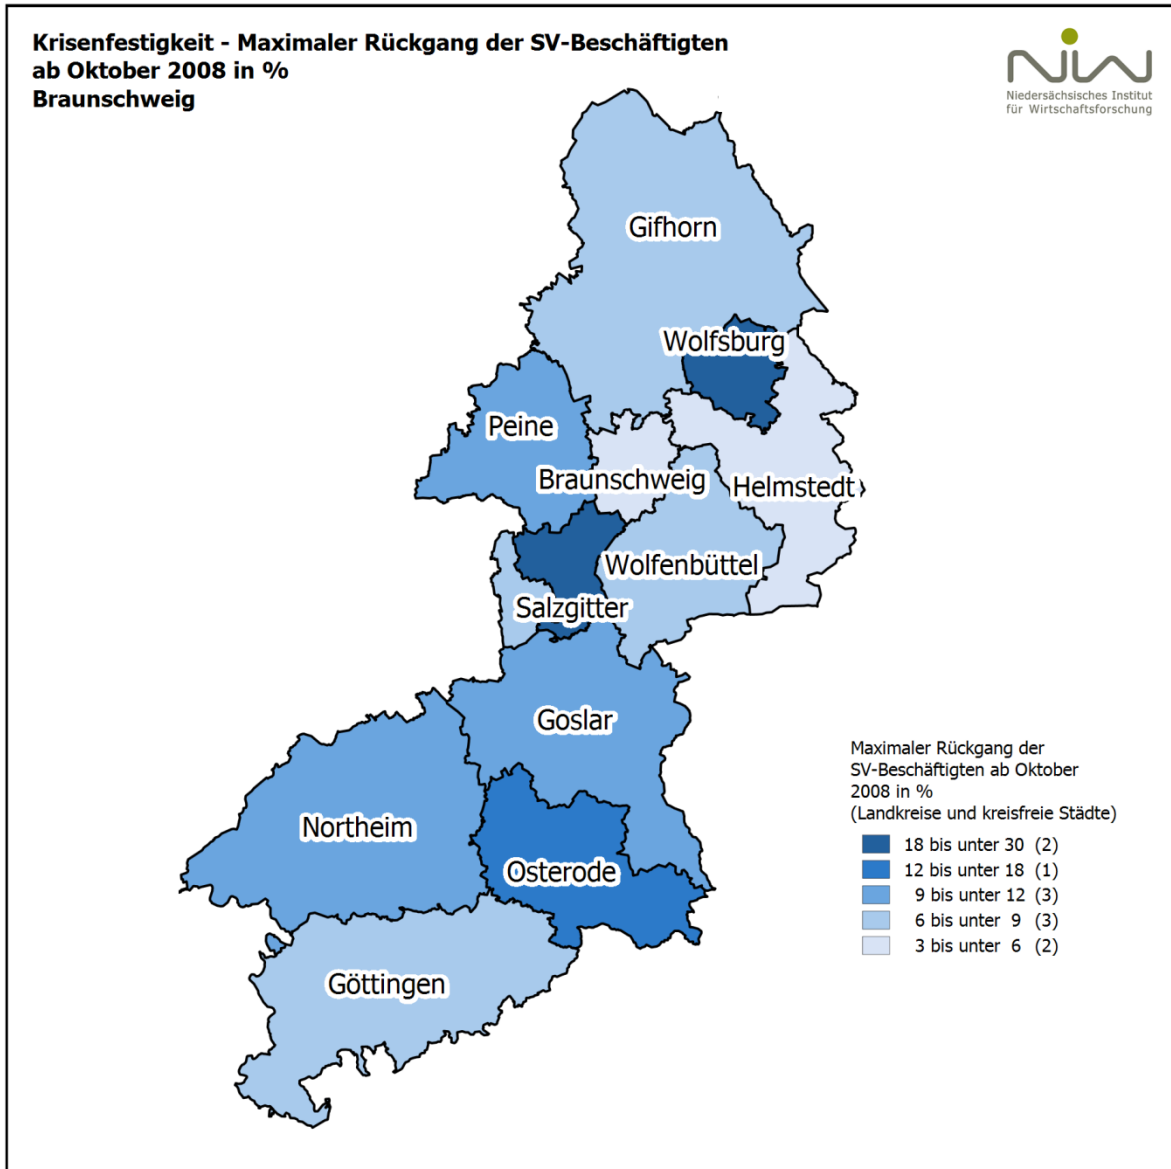 Krisenfestigkeit - Maximaler Rückgang der SV-Beschäftigten
ab Oktober 2008 in %
Braunschweig
NIW
Niedersächsisches Institut
für Wirtschaftsforschung
Gifhorn
Wolfsburg
Peine
Braunschweig
Helmstedt
Wolfenbüttel
Salzgitter
Goslar
Northeim
Osterode
Göttingen
Maximaler Rückgang der
SV-Beschäftigten ab Oktober
2008 in %
(Landkreise und kreisfreie Städte)
18 bis unter 30 (2)
12 bis unter 18 (1)
9 bis unter 12 (3)
6 bis unter 9 (3)
3 bis unter 6 (2)